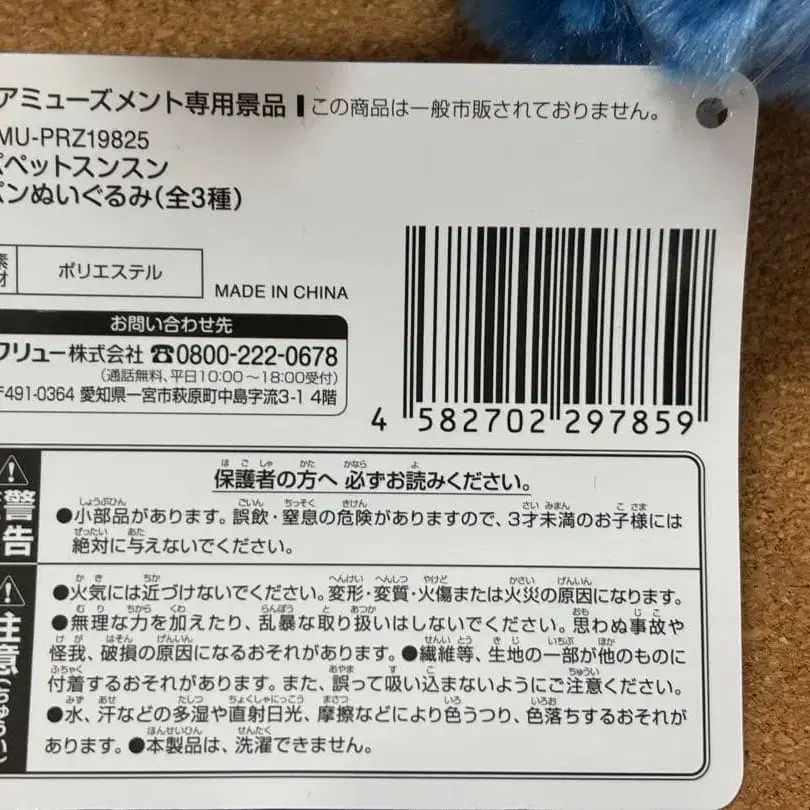 アミューズメント専用景品 ┃この商品は一般市販されておりません。
MU-PRZ19825
パペットスンスン
パンぬいぐるみ(全3種)
素材 ポリエステル
MADE IN CHINA
お問い合わせ先
フリュー株式会社 ☎0800-222-0678
(通話無料、平日10:00～18:00受付)
〒491-0364 愛知県一宮市萩原町中島字流3-1 4階
4 582702 297859
警告
保護者の方へ 必ずお読みください。
●小部品があります。誤飲・窒息の危険がありますので、3才未満のお子様には
絶対に与えないでください。
注意(ちゅうい)
●火気には近づけないでください。変形・変質・火傷または火災の原因になります。
●無理な力を加えたり、乱暴な取り扱いはしないでください。思わぬ事故や
怪我、破損の原因になるおそれがあります。●繊維等、生地の一部が他のものに
付着するおそれがあります。また、誤って吸い込まないようにご注意ください。
●水、汗などの多湿や直射日光、摩擦などにより色うつり、色落ちするおそれが
あります。●本製品は、洗濯できません。